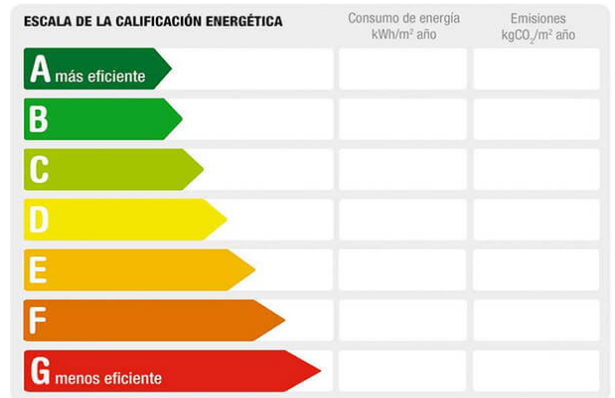 ESCALA DE LA CALIFICACIÓN ENERGÉTICA
Consumo de energía
kWh/m² año
Emisiones
kgCO₂/m² año
A más eficiente
B
C
D
E
F
G menos eficiente